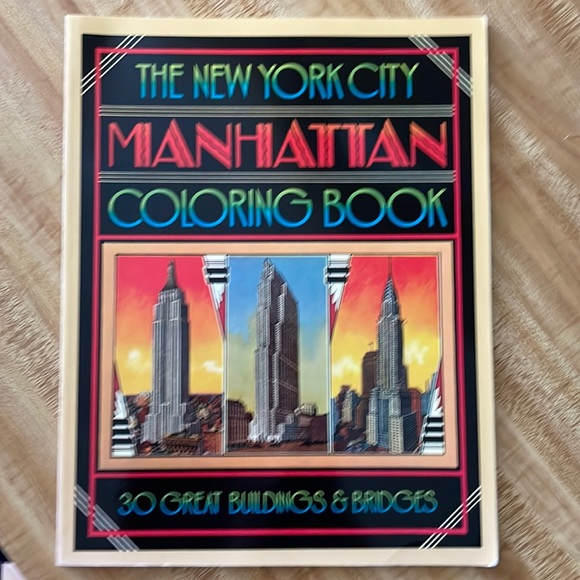 THE NEW YORK CITY
MANHATTAN
COLORING BOOK
30 GREAT BUILDINGS & BRIDGES